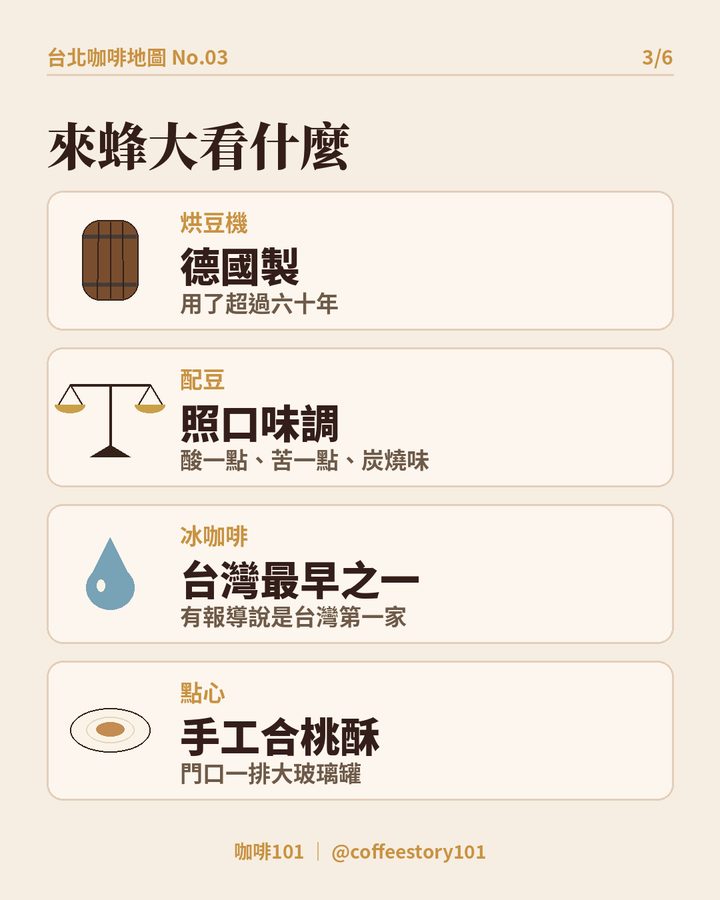 台北咖啡地圖 No.03
3/6
來蜂大看什麼
烘豆機
德國製
用了超過六十年
配豆
照口味調
酸一點、苦一點、炭燒味
冰咖啡
台灣最早之一
有報導說是台灣第一家
點心
手工合桃酥
門口一排大玻璃罐
咖啡101｜@coffeestory101